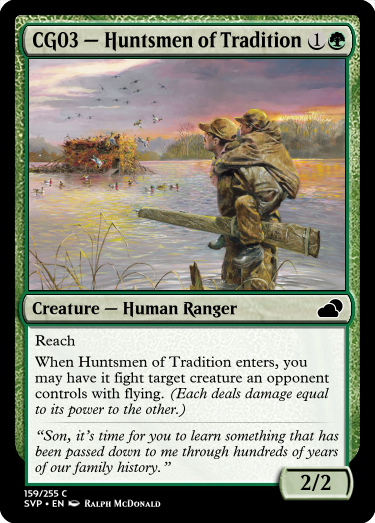 CG03 — Huntsmen of Tradition 1
Creature — Human Ranger
Reach
When Huntsmen of Tradition enters, you
may have it fight target creature an opponent
controls with flying. (Each deals damage equal
to its power to the other.)
“Son, it’s time for you to learn something that has
been passed down to me through hundreds of years
of our family history.”
2/2
159/255 C
SVP • EN Ralph McDonald